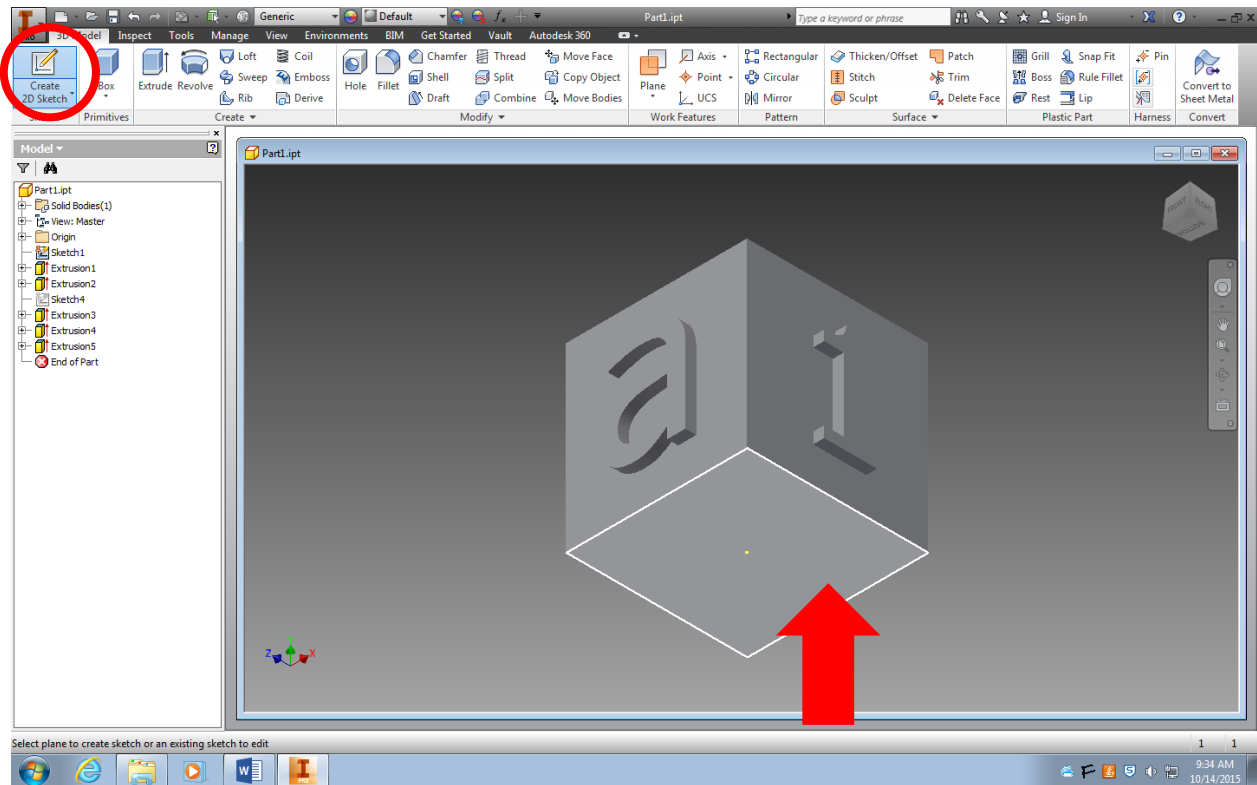 Generic Default Part1.ipt Type a keyword or phrase Sign In
Inspect Tools Manage View Environments BIM Get Started Vault Autodesk 360
Create 2D Sketch
Box
Primitives
Extrude Revolve
Loft Coil
Sweep Emboss
Rib Derive
Create
Hole Fillet
Chamfer Thread Move Face
Shell Split Copy Object
Draft Combine Move Bodies
Modify
Plane
Axis
Point
UCS
Work Features
Rectangular
Circular
Mirror
Pattern
Thicken/Offset Patch
Stitch Trim
Sculpt Delete Face
Surface
Grill Snap Fit
Boss Rule Fillet
Rest Lip
Plastic Part
Pin
Harness
Convert to Sheet Metal
Convert
Model
Part1.ipt
Part1.ipt
Solid Bodies(1)
View: Master
Origin
Sketch1
Extrusion1
Extrusion2
Sketch4
Extrusion3
Extrusion4
Extrusion5
End of Part
FRONT RIGHT
a i
Z Y X
Select plane to create sketch or an existing sketch to edit
1 1
9:34 AM
10/14/2015